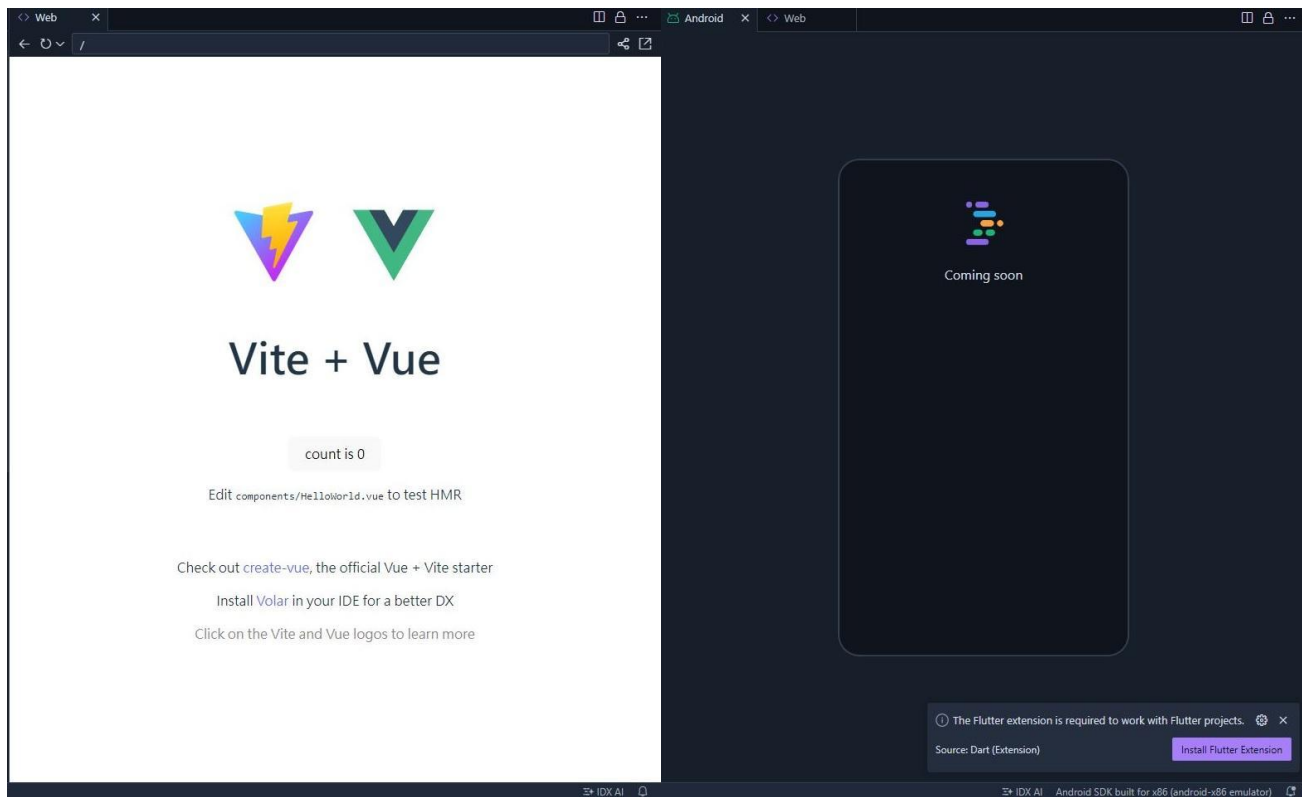 Web
/
Vite + Vue
count is 0
Edit components/HelloWorld.vue to test HMR
Check out create-vue, the official Vue + Vite starter
Install Volar in your IDE for a better DX
Click on the Vite and Vue logos to learn more
IDX AI
Android
Web
Coming soon
The Flutter extension is required to work with Flutter projects.
Source: Dart (Extension)
Install Flutter Extension
IDX AI Android SDK built for x86 (android-x86 emulator)